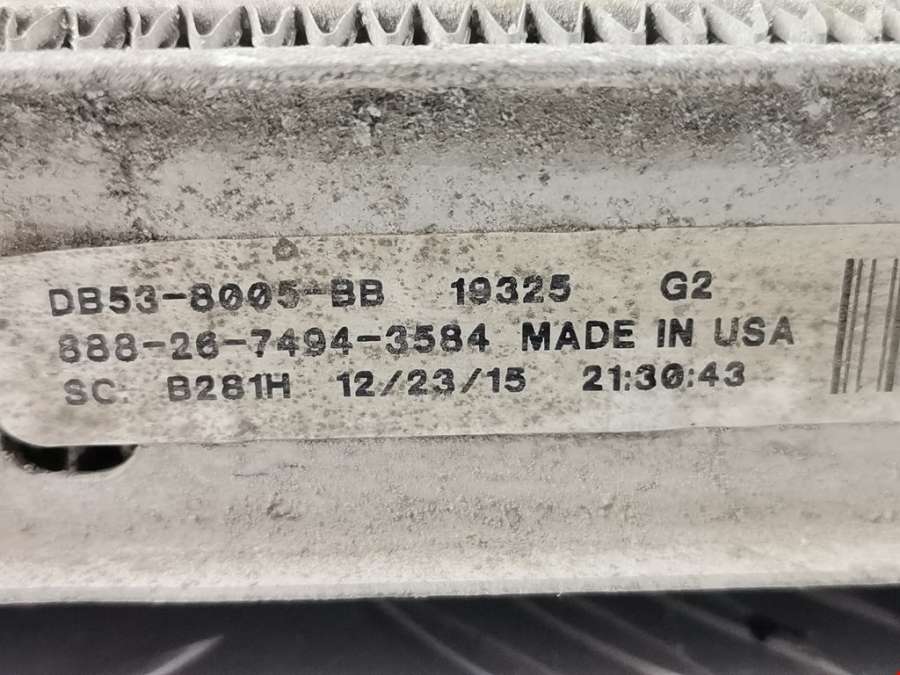 DB53-8005-BB 19325 G2
888-26-7494-3584 MADE IN USA
SC: B281H 12/23/15 21:30:43